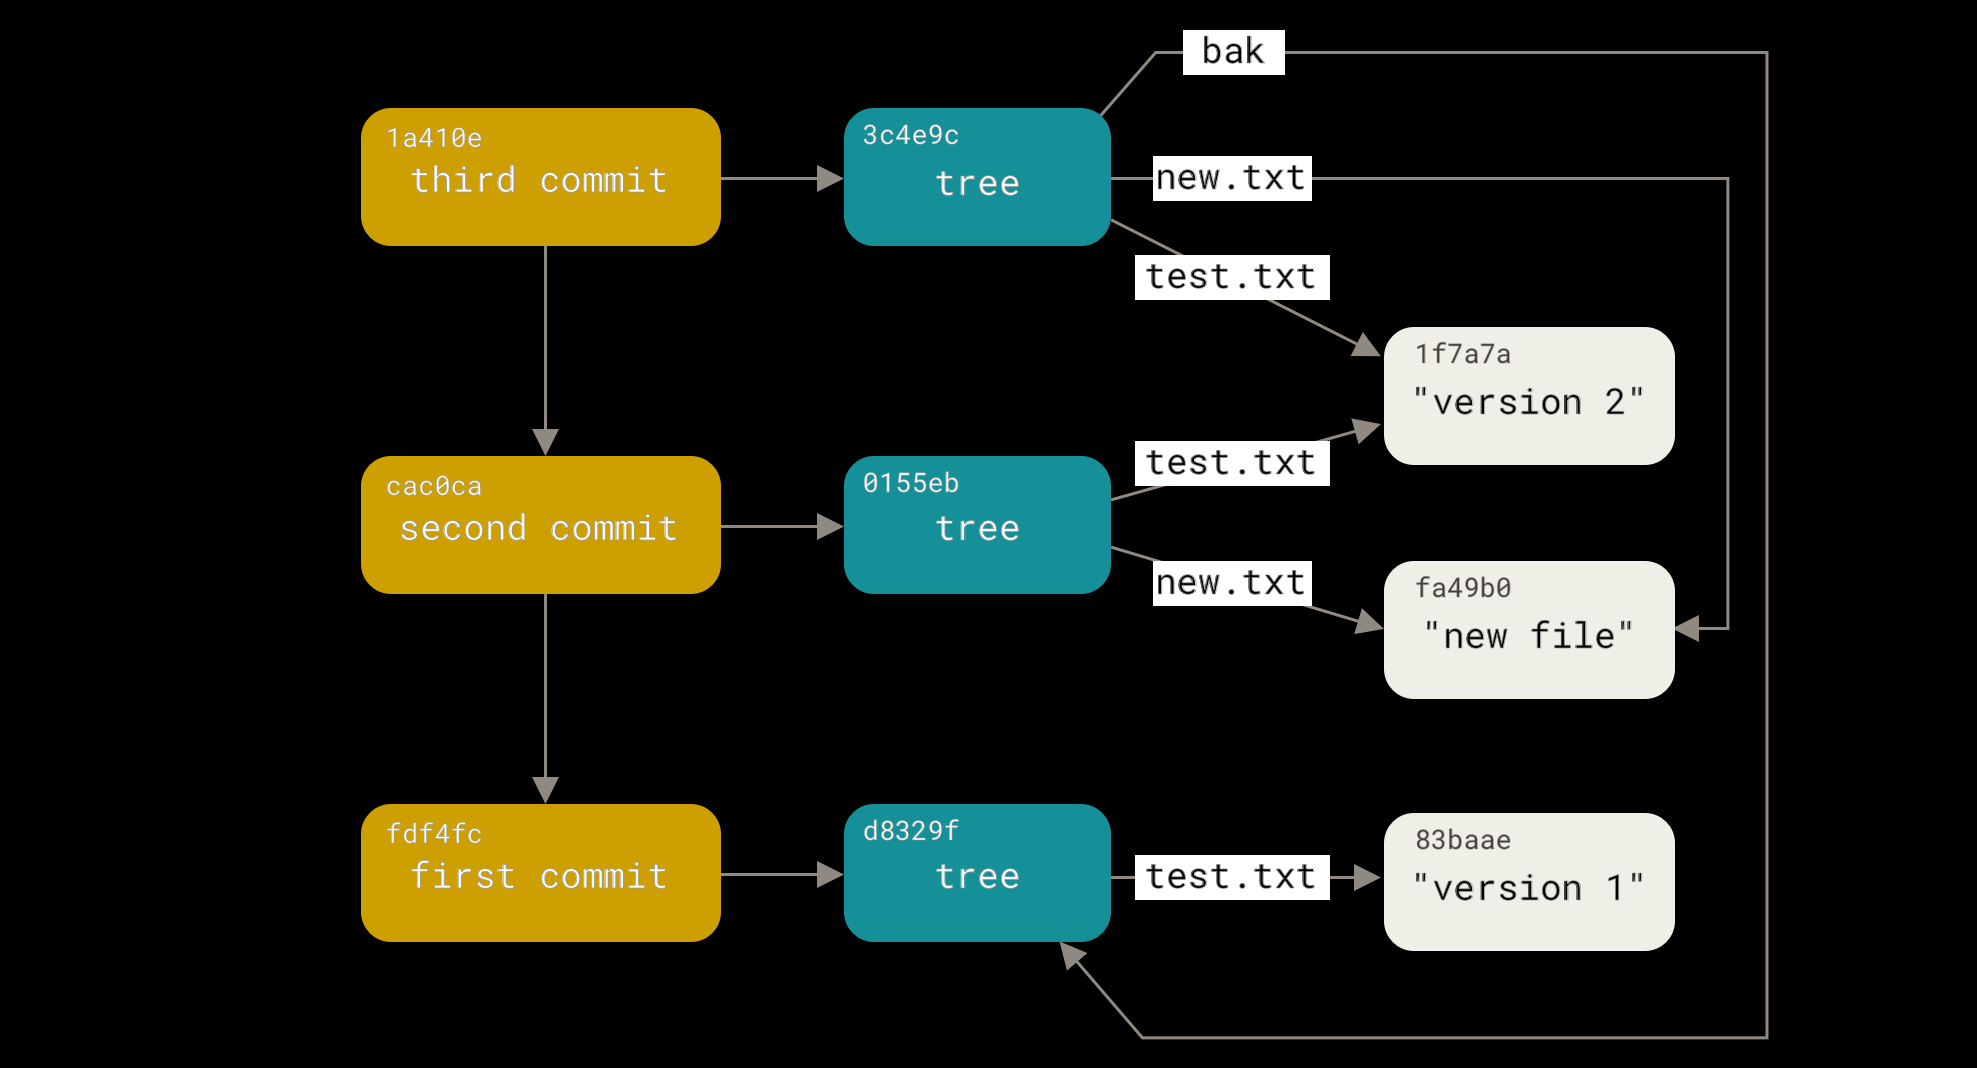 bak
1a410e
third commit
3c4e9c
tree
new.txt
test.txt
1f7a7a
"version 2"
cac0ca
second commit
0155eb
tree
test.txt
new.txt
fa49b0
"new file"
fdf4fc
first commit
d8329f
tree
test.txt
83baae
"version 1"